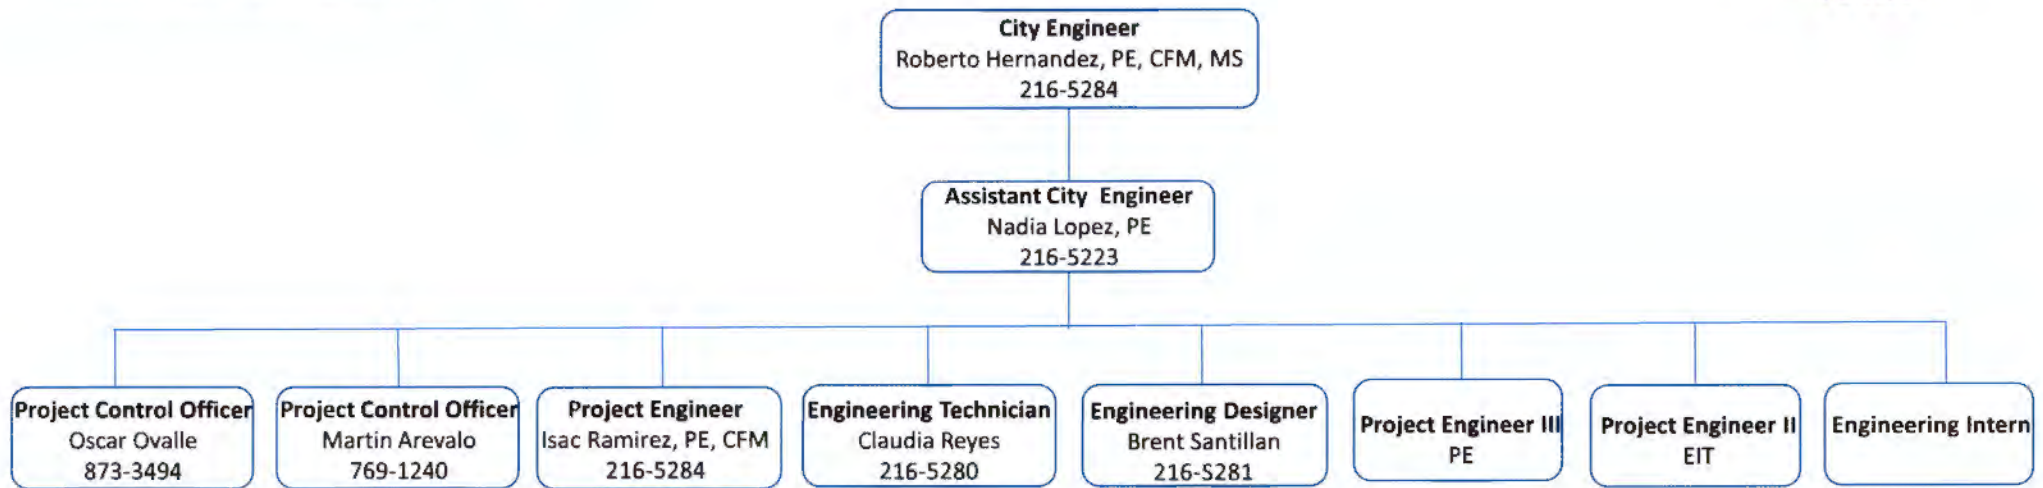 City Engineer
Roberto Hernandez, PE, CFM, MS
216-5284
Assistant City Engineer
Nadia Lopez, PE
216-5223
Project Control Officer
Oscar Ovalle
873-3494
Project Control Officer
Martin Arevalo
769-1240
Project Engineer
Isac Ramirez, PE, CFM
216-5284
Engineering Technician
Claudia Reyes
216-5280
Engineering Designer
Brent Santillan
216-5281
Project Engineer III
PE
Project Engineer II
EIT
Engineering Intern